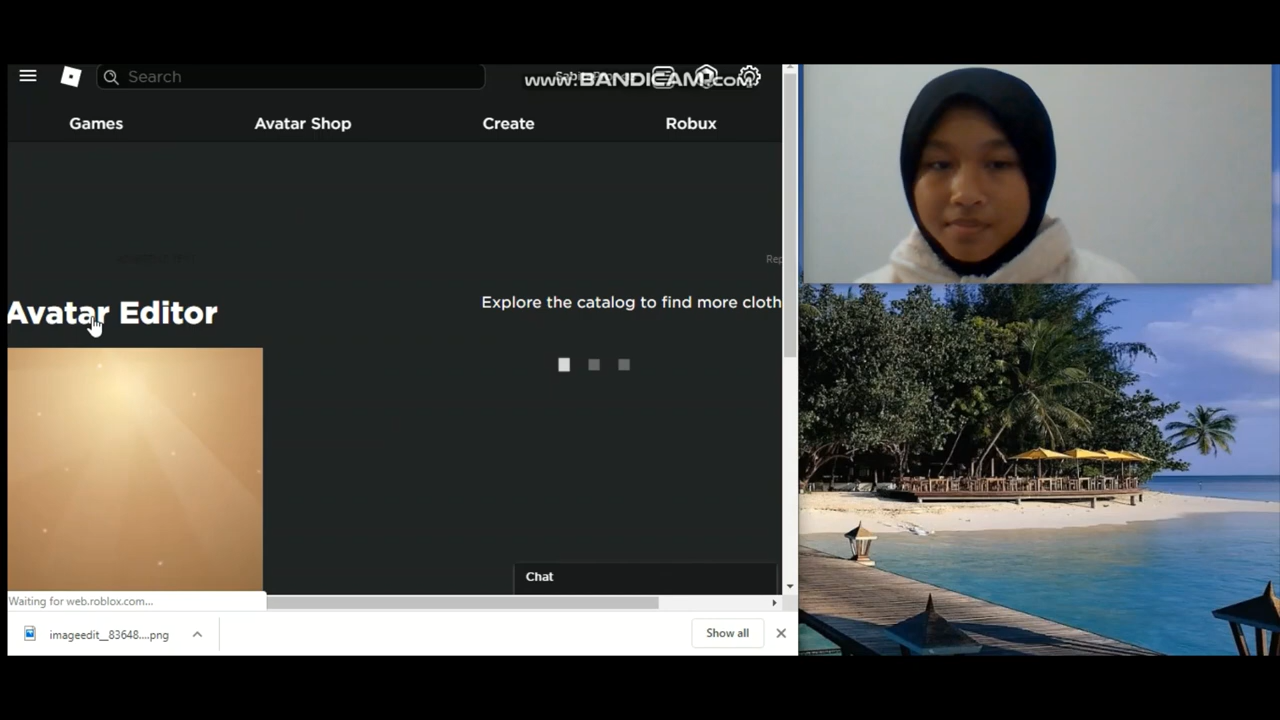 Search
www.BANDICAM.com
Games
Avatar Shop
Create
Robux
Avatar Editor
Explore the catalog to find more cloth
Chat
Waiting for web.roblox.com...
imageedit__83648....png
Show all